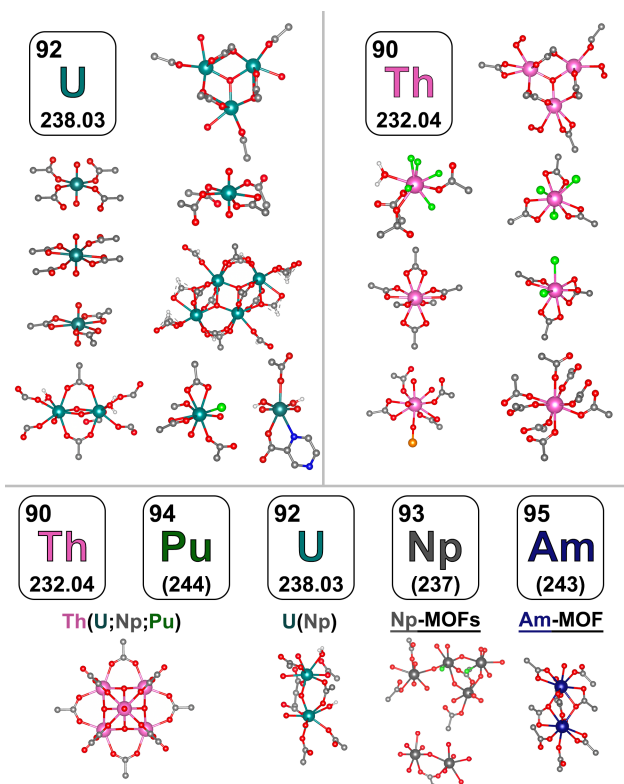 92
U
238.03
90
Th
232.04
90
Th
232.04
94
Pu
(244)
92
U
238.03
93
Np
(237)
95
Am
(243)
Th(U;Np;Pu)
U(Np)
Np-MOFs
Am-MOF